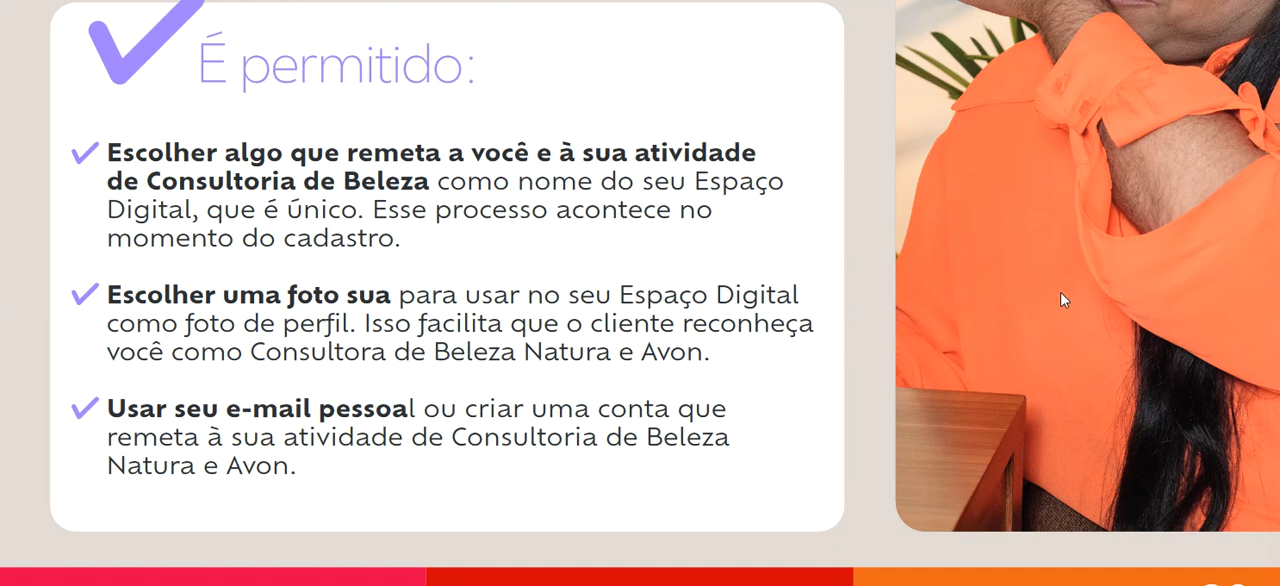 É permitido:
Escolher algo que remeta a você e à sua atividade
de Consultoria de Beleza como nome do seu Espaço
Digital, que é único. Esse processo acontece no
momento do cadastro.
Escolher uma foto sua para usar no seu Espaço Digital
como foto de perfil. Isso facilita que o cliente reconheça
você como Consultora de Beleza Natura e Avon.
Usar seu e-mail pessoal ou criar uma conta que
remeta à sua atividade de Consultoria de Beleza
Natura e Avon.